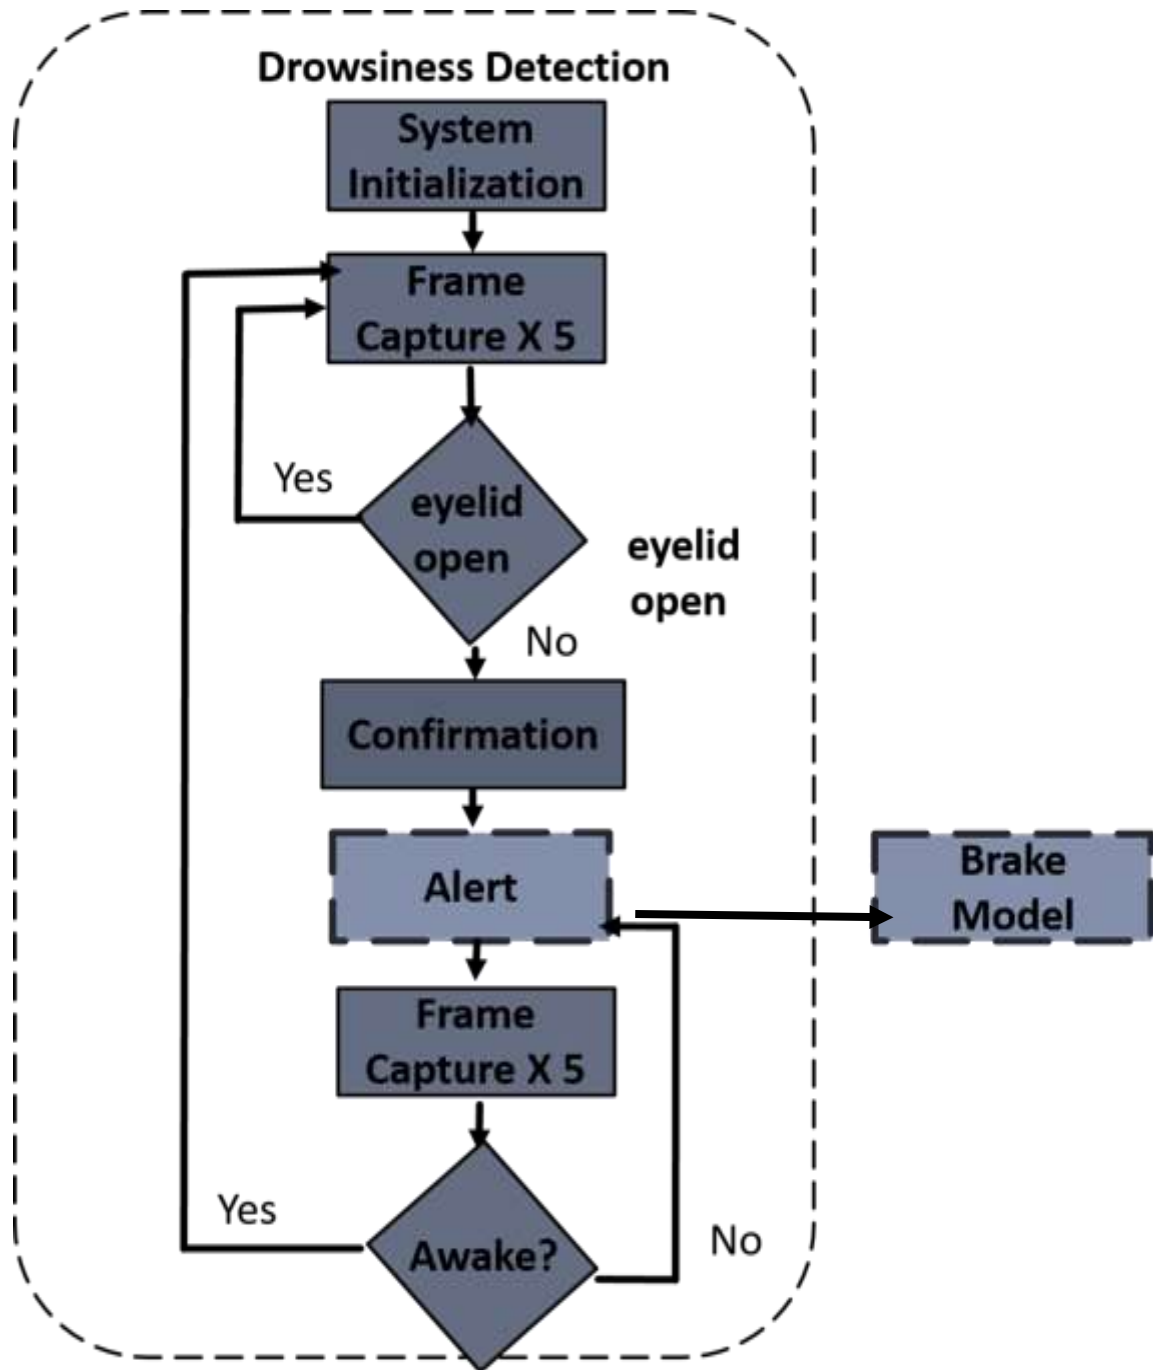 Drowsiness Detection
System
Initialization
Frame
Capture X 5
Yes
eyelid
open
eyelid
open
No
Confirmation
Alert
Brake
Model
Frame
Capture X 5
Yes
Awake?
No